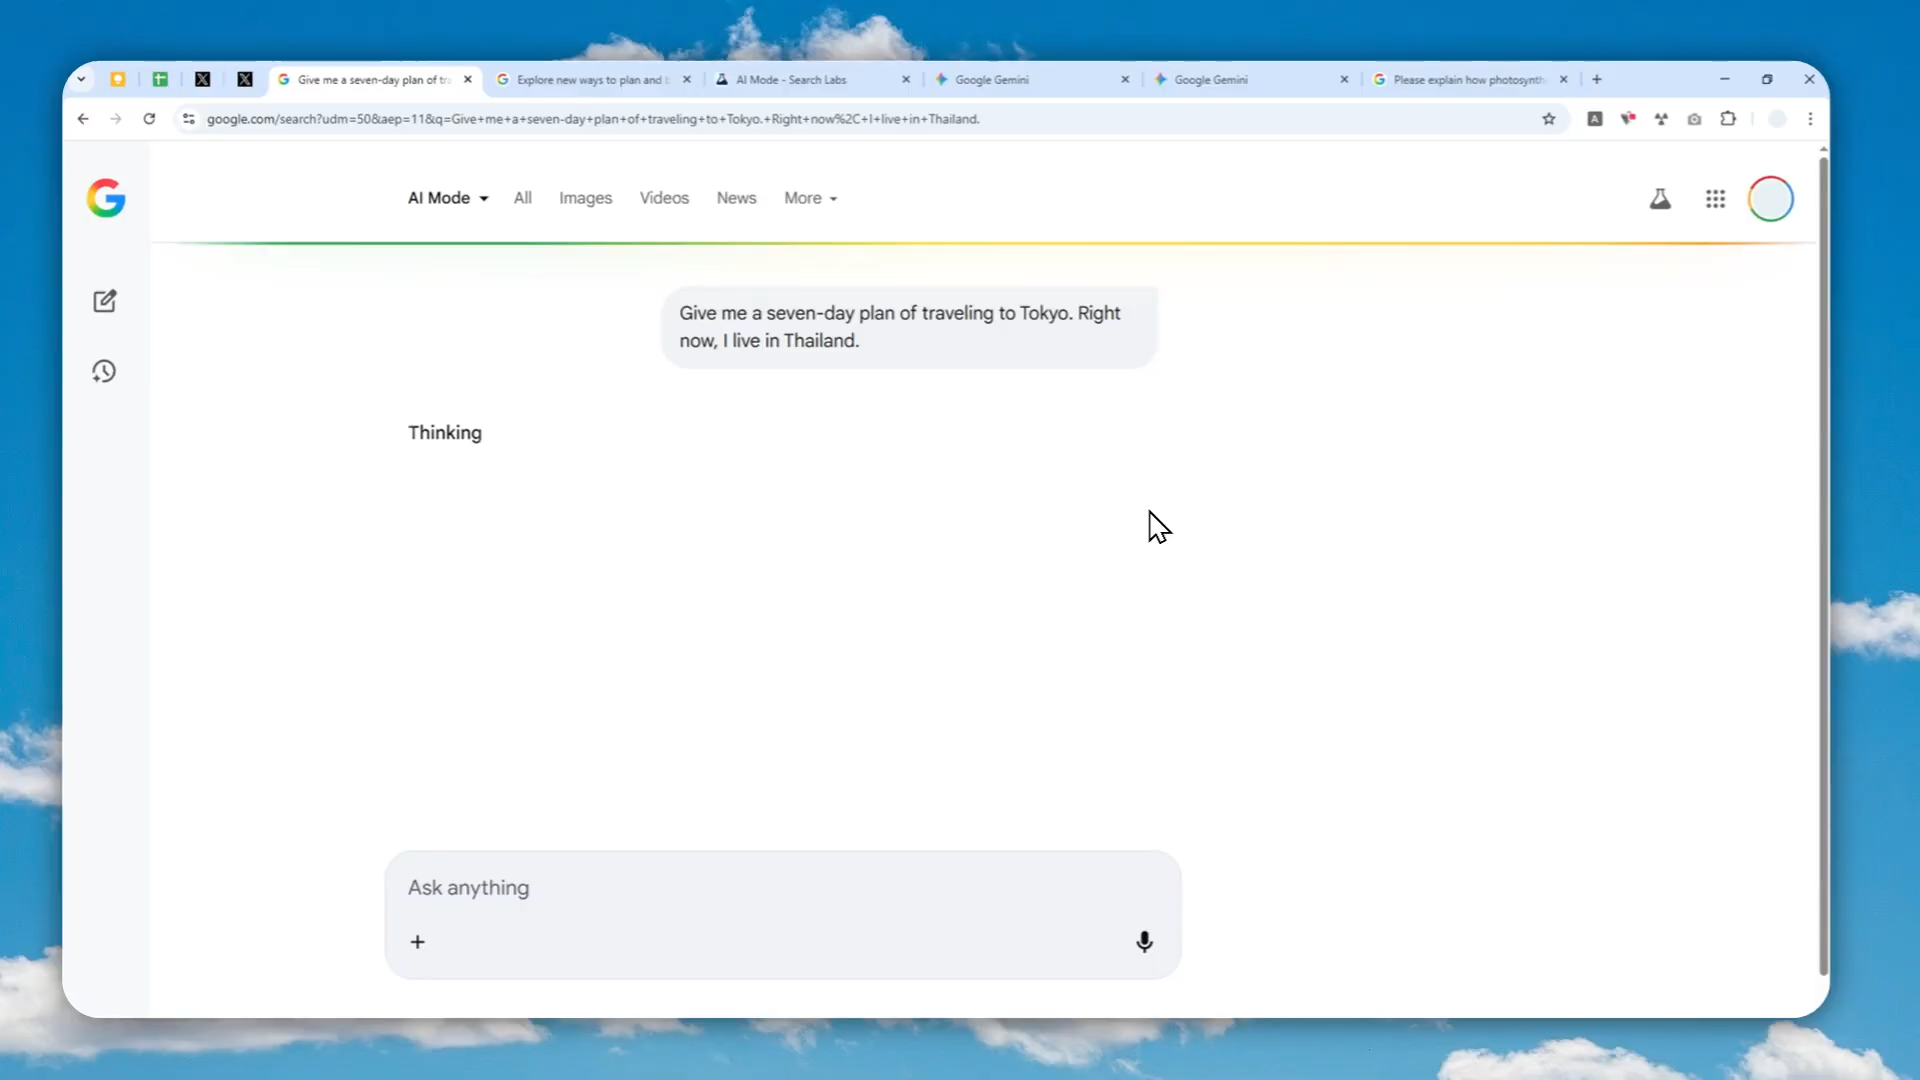 Give me a seven-day plan of tra
Explore new ways to plan and b
AI Mode - Search Labs
Google Gemini
Google Gemini
Please explain how photosynth
google.com/search?udm=50&aep=11&q=Give+me+a+seven-day+plan+of+traveling+to+Tokyo.+Right+now%2C+I+live+in+Thailand.
AI Mode
All
Images
Videos
News
More
Give me a seven-day plan of traveling to Tokyo. Right
now, I live in Thailand.
Thinking
Ask anything